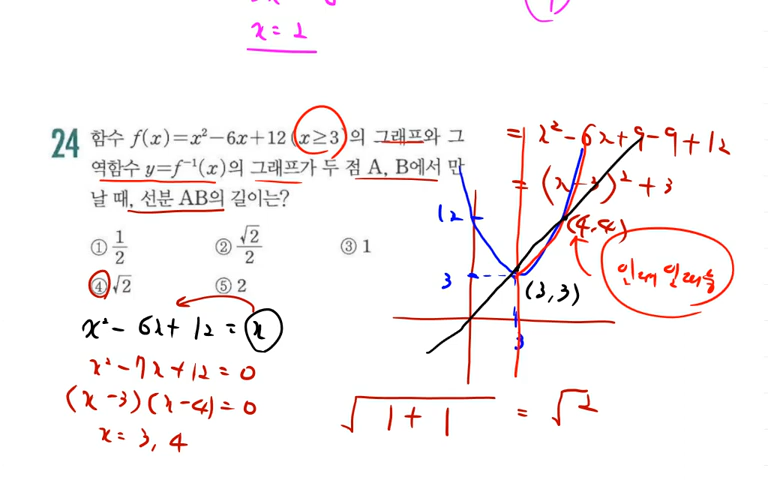 x = 2
24 함수 f(x)=x²−6x+12 (x≥3)의 그래프와 그
역함수 y=f⁻¹(x)의 그래프가 두 점 A, B에서 만
날 때, 선분 AB의 길이는?
① 1/2 ② √2/2 ③ 1
④ √2 ⑤ 2
x² − 6x + 12 = x
x² − 7x + 12 = 0
(x − 3)(x − 4) = 0
x = 3, 4
= x² − 6x + 9 − 9 + 12
= (x − 3)² + 3
12
(4,4)
3
(3,3)
3
√1 + 1 = √2